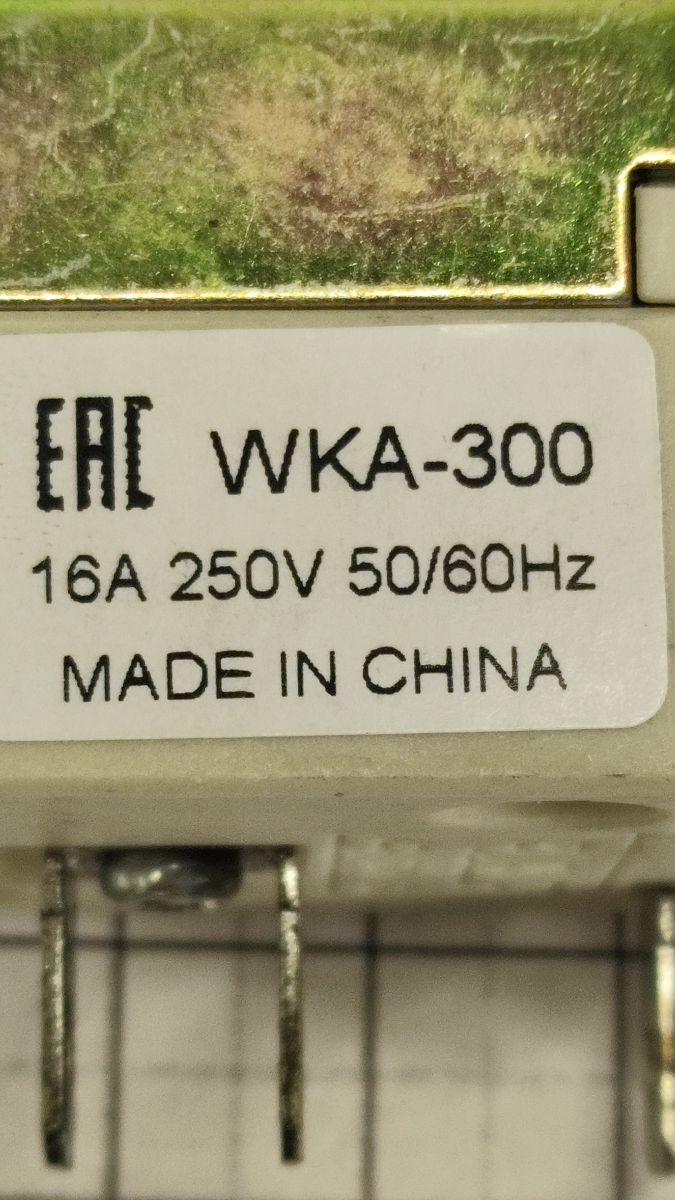 EAC WKA-300
16A 250V 50/60Hz
MADE IN CHINA